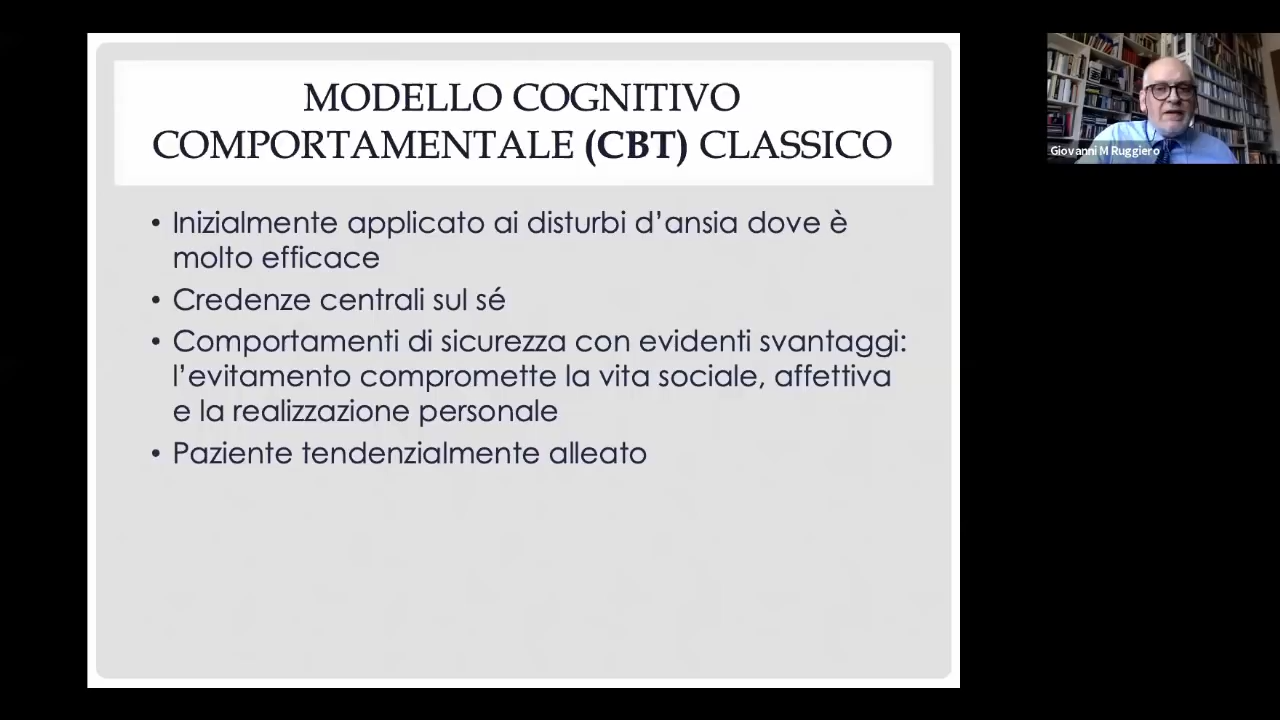 MODELLO COGNITIVO
COMPORTAMENTALE (CBT) CLASSICO
• Inizialmente applicato ai disturbi d’ansia dove è
molto efficace
• Credenze centrali sul sé
• Comportamenti di sicurezza con evidenti svantaggi:
l’evitamento compromette la vita sociale, affettiva
e la realizzazione personale
• Paziente tendenzialmente alleato
Giovanni M Ruggiero